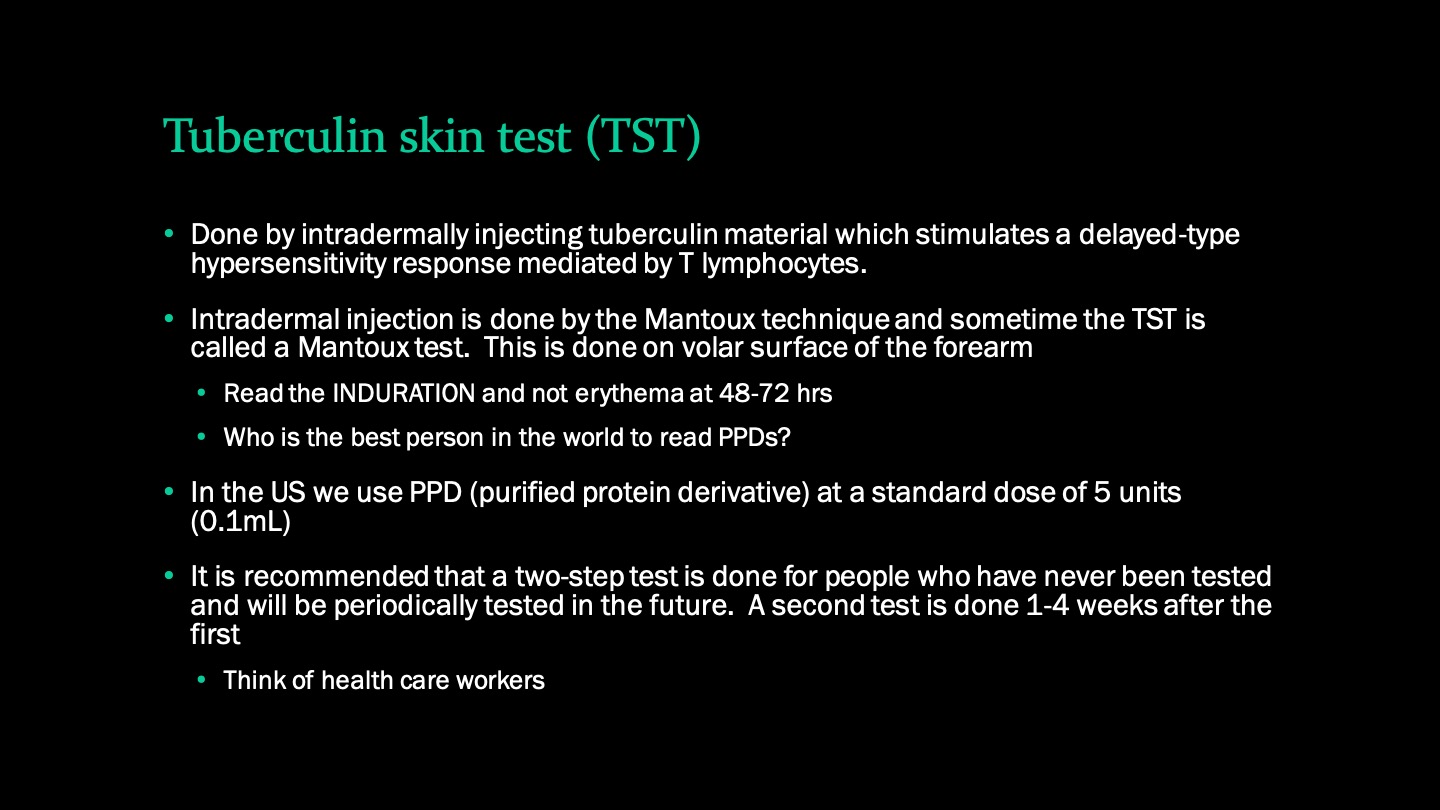 Tuberculin skin test (TST)
• Done by intradermally injecting tuberculin material which stimulates a delayed-type
hypersensitivity response mediated by T lymphocytes.
• Intradermal injection is done by the Mantoux technique and sometime the TST is
called a Mantoux test.  This is done on volar surface of the forearm
• Read the INDURATION and not erythema at 48-72 hrs
• Who is the best person in the world to read PPDs?
• In the US we use PPD (purified protein derivative) at a standard dose of 5 units
(0.1mL)
• It is recommended that a two-step test is done for people who have never been tested
and will be periodically tested in the future.  A second test is done 1-4 weeks after the
first
• Think of health care workers